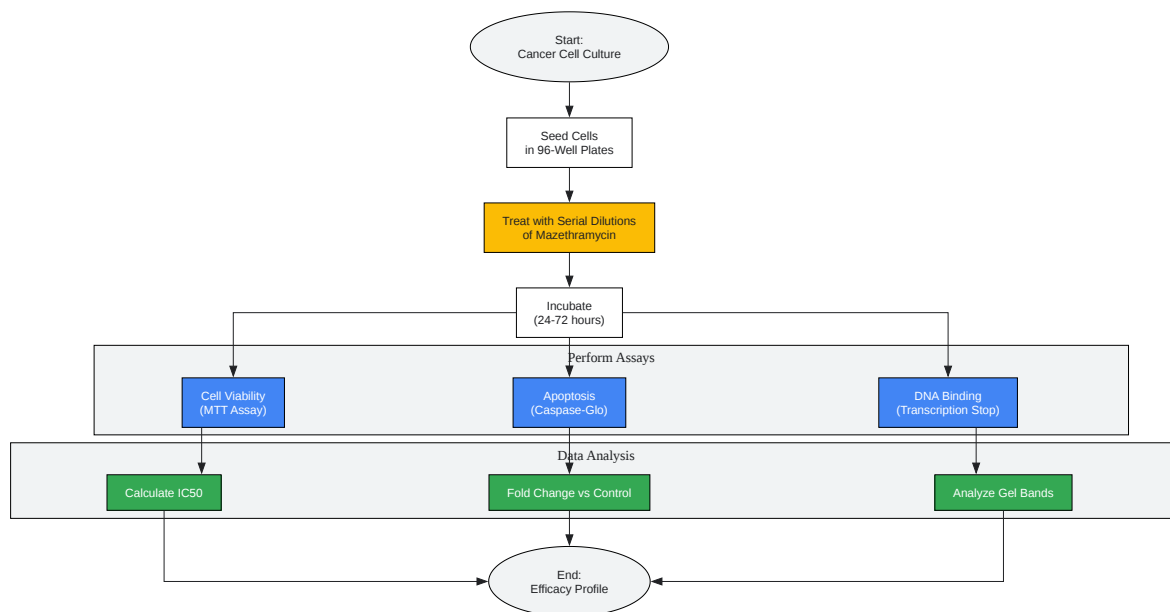 Start:
Cancer Cell Culture
Seed Cells
in 96-Well Plates
Treat with Serial Dilutions
of Mazethramycin
Incubate
(24-72 hours)
Perform Assays
Cell Viability
(MTT Assay)
Apoptosis
(Caspase-Glo)
DNA Binding
(Transcription Stop)
Data Analysis
Calculate IC50
Fold Change vs Control
Analyze Gel Bands
End:
Efficacy Profile